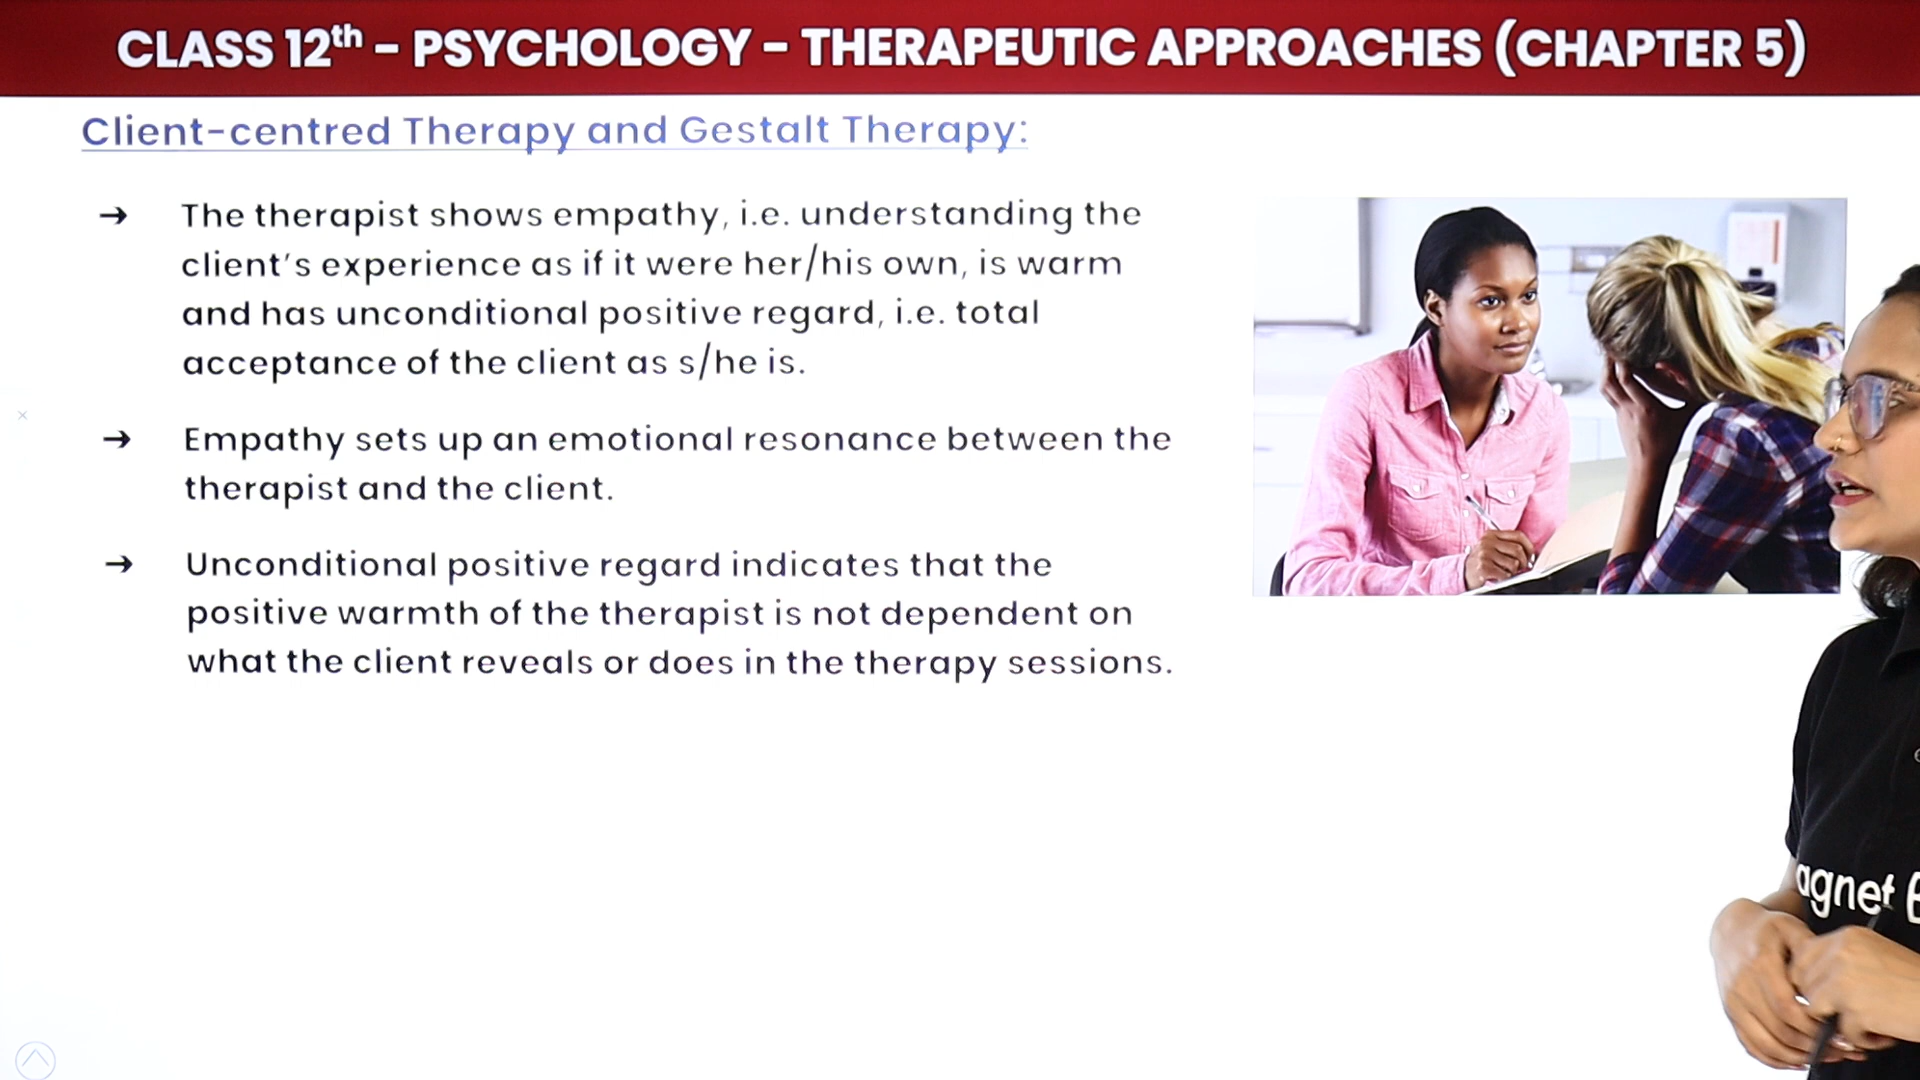 CLASS 12th – PSYCHOLOGY – THERAPEUTIC APPROACHES (CHAPTER 5)
Client-centred Therapy and Gestalt Therapy:
➔ The therapist shows empathy, i.e. understanding the
client's experience as if it were her/his own, is warm
and has unconditional positive regard, i.e. total
acceptance of the client as s/he is.
➔ Empathy sets up an emotional resonance between the
therapist and the client.
➔ Unconditional positive regard indicates that the
positive warmth of the therapist is not dependent on
what the client reveals or does in the therapy sessions.
agnet E